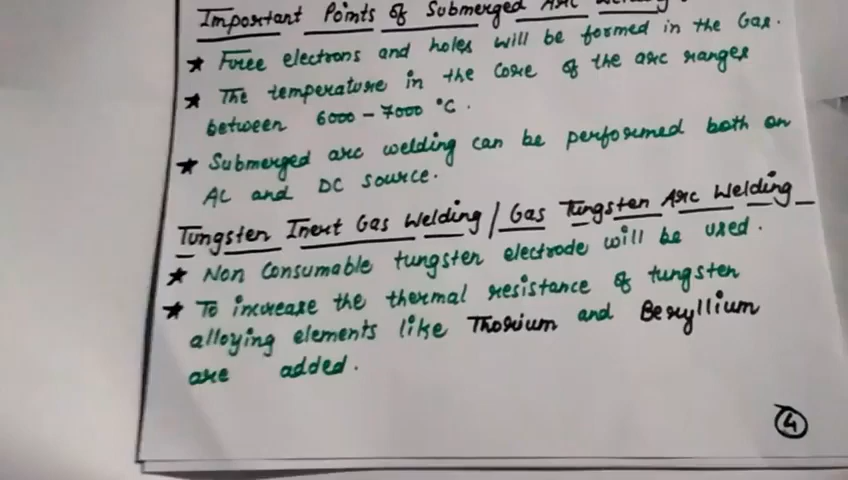 Important Points of Submerged Arc Welding
★ Free electrons and holes will be formed in the Gas.
★ The temperature in the Core of the arc ranges
between 6000 - 7000 °C.
★ Submerged arc welding can be performed both on
AC and DC source.
Tungsten Inert Gas Welding / Gas Tungsten Arc Welding
★ Non Consumable tungsten electrode will be used.
★ To increase the thermal resistance of tungsten
alloying elements like Thorium and Beryllium
are added.
4